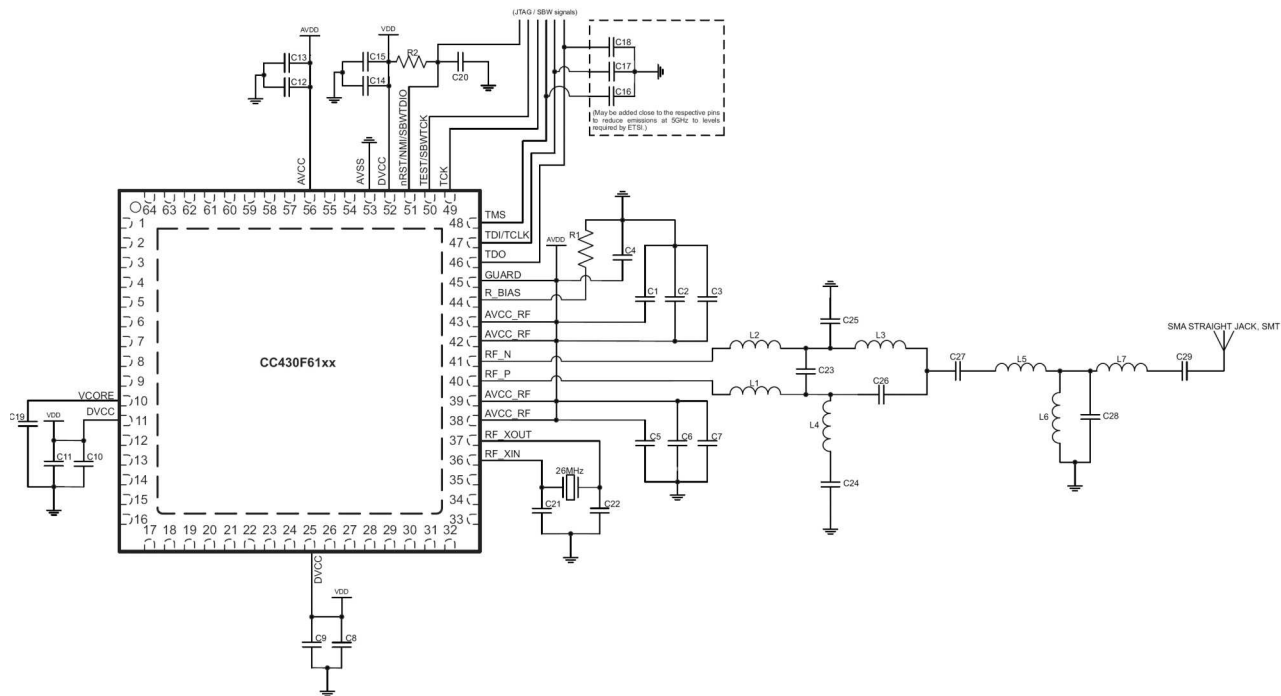 (JTAG / SBW signals)
AVDD
VDD
C13
C12
C15
C14
R2
C20
C18
C17
C16
(May be added close to the respective pins
to reduce emissions at 5GHz to levels
required by ETSI.)
AVCC
AVSS
DVCC
nRST/NMI/SBWTDIO
TEST/SBWTCK
TCK
64 63 62 61 60 59 58 57 56 55 54 53 52 51 50 49
1
2
3
4
5
6
7
8
9
10
11
12
13
14
15
16
CC430F61xx
48
47
46
45
44
43
42
41
40
39
38
37
36
35
34
33
17 18 19 20 21 22 23 24 25 26 27 28 29 30 31 32
TMS
TDI/TCLK
TDO
GUARD
R_BIAS
AVCC_RF
AVCC_RF
RF_N
RF_P
AVCC_RF
AVCC_RF
RF_XOUT
RF_XIN
AVDD
R1
C4
C1
C2
C3
C5
C6
C7
26MHz
C21
C22
L2
C25
L3
C23
L1
C26
L4
C24
C27
L5
L6
C28
L7
C29
SMA STRAIGHT JACK, SMT
VCORE
DVCC
C19
VDD
C11
C10
DVCC
VDD
C9
C8